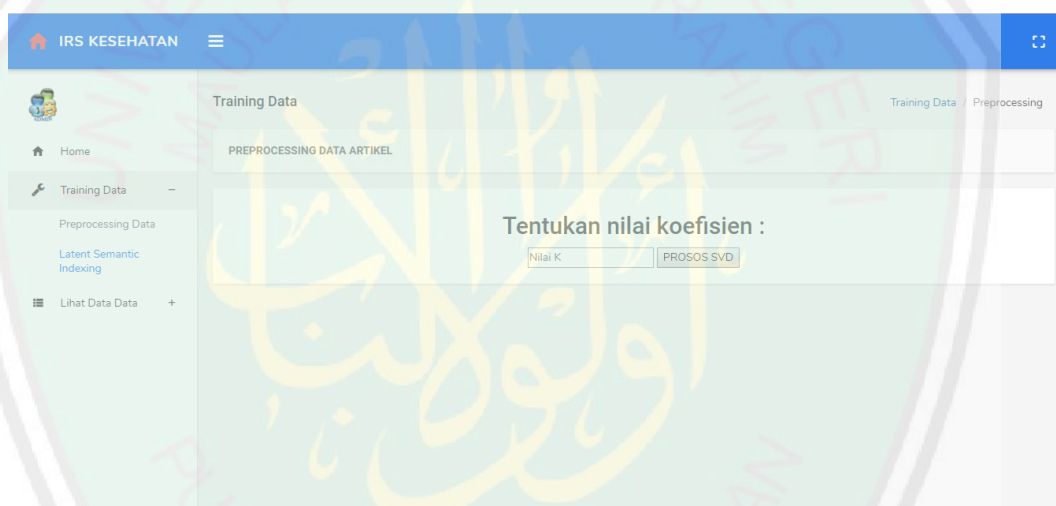 IRS KESEHATAN
Training Data
Training Data / Preprocessing
Home
PREPROCESSING DATA ARTIKEL
Training Data −
Preprocessing Data
Tentukan nilai koefisien :
Latent Semantic
Indexing
Nilai K PROSOS SVD
Lihat Data Data +